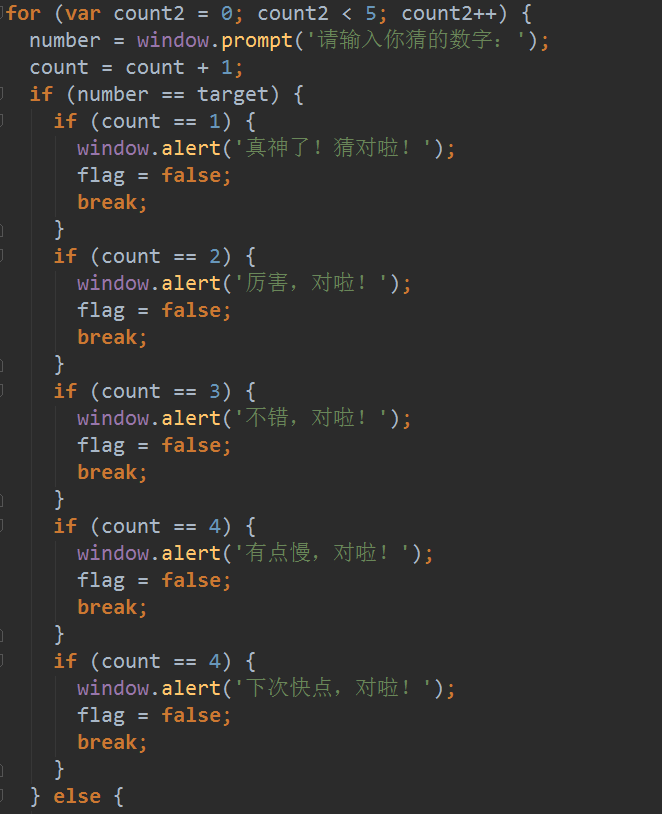 for (var count2 = 0; count2 < 5; count2++) {
number = window.prompt('请输入你猜的数字：');
count = count + 1;
if (number == target) {
if (count == 1) {
window.alert('真神了！猜对啦！');
flag = false;
break;
}
if (count == 2) {
window.alert('厉害，对啦！');
flag = false;
break;
}
if (count == 3) {
window.alert('不错，对啦！');
flag = false;
break;
}
if (count == 4) {
window.alert('有点慢，对啦！');
flag = false;
break;
}
if (count == 4) {
window.alert('下次快点，对啦！');
flag = false;
break;
}
} else {